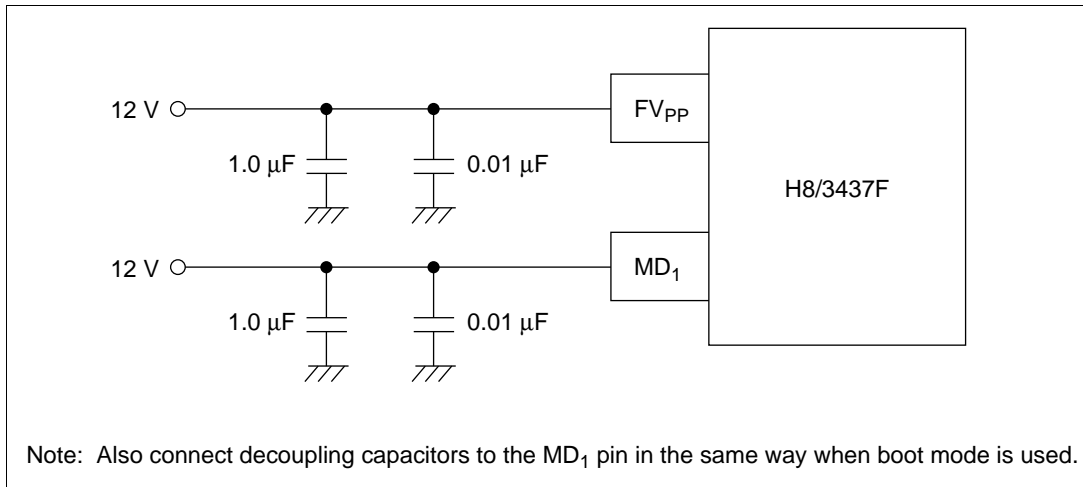 12 V
FVPP
1.0 μF
0.01 μF
H8/3437F
12 V
MD1
1.0 μF
0.01 μF
Note: Also connect decoupling capacitors to the MD1 pin in the same way when boot mode is used.